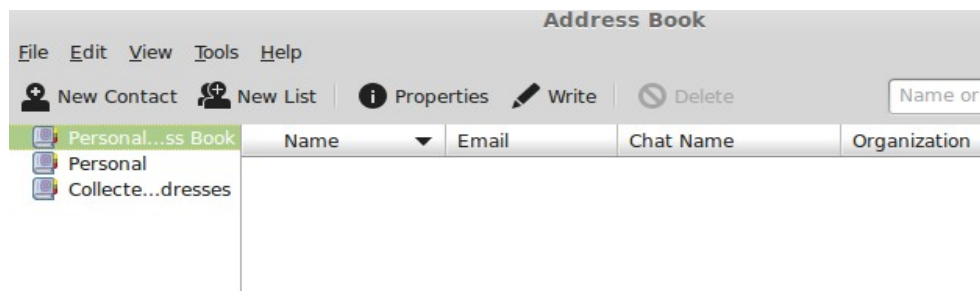 Address Book
File Edit View Tools Help
New Contact New List Properties Write Delete Name or
Personal...ss Book Name Email Chat Name Organization
Personal
Collecte...dresses